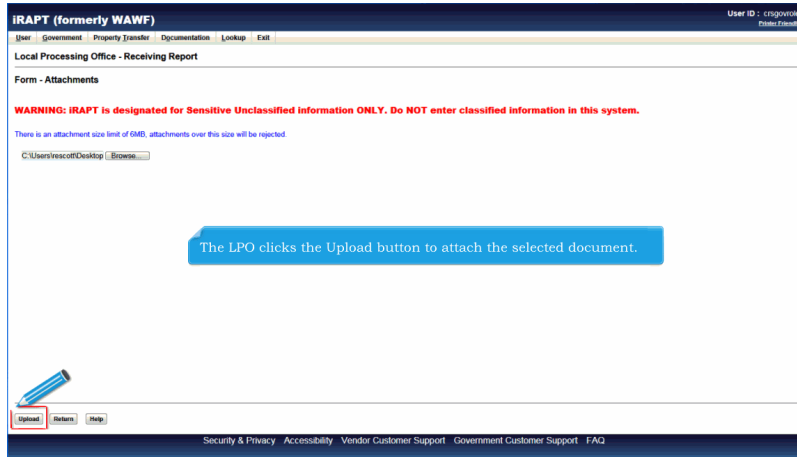 iRAPT (formerly WAWF)
User ID : crsgovrole
Printer Friendly
User Government Property Transfer Documentation Lookup Exit
Local Processing Office - Receiving Report
Form - Attachments
WARNING: iRAPT is designated for Sensitive Unclassified information ONLY. Do NOT enter classified information in this system.
There is an attachment size limit of 6MB, attachments over this size will be rejected.
C:\Users\rescott\Desktop Browse...
The LPO clicks the Upload button to attach the selected document.
Upload Return Help
Security & Privacy Accessibility Vendor Customer Support Government Customer Support FAQ